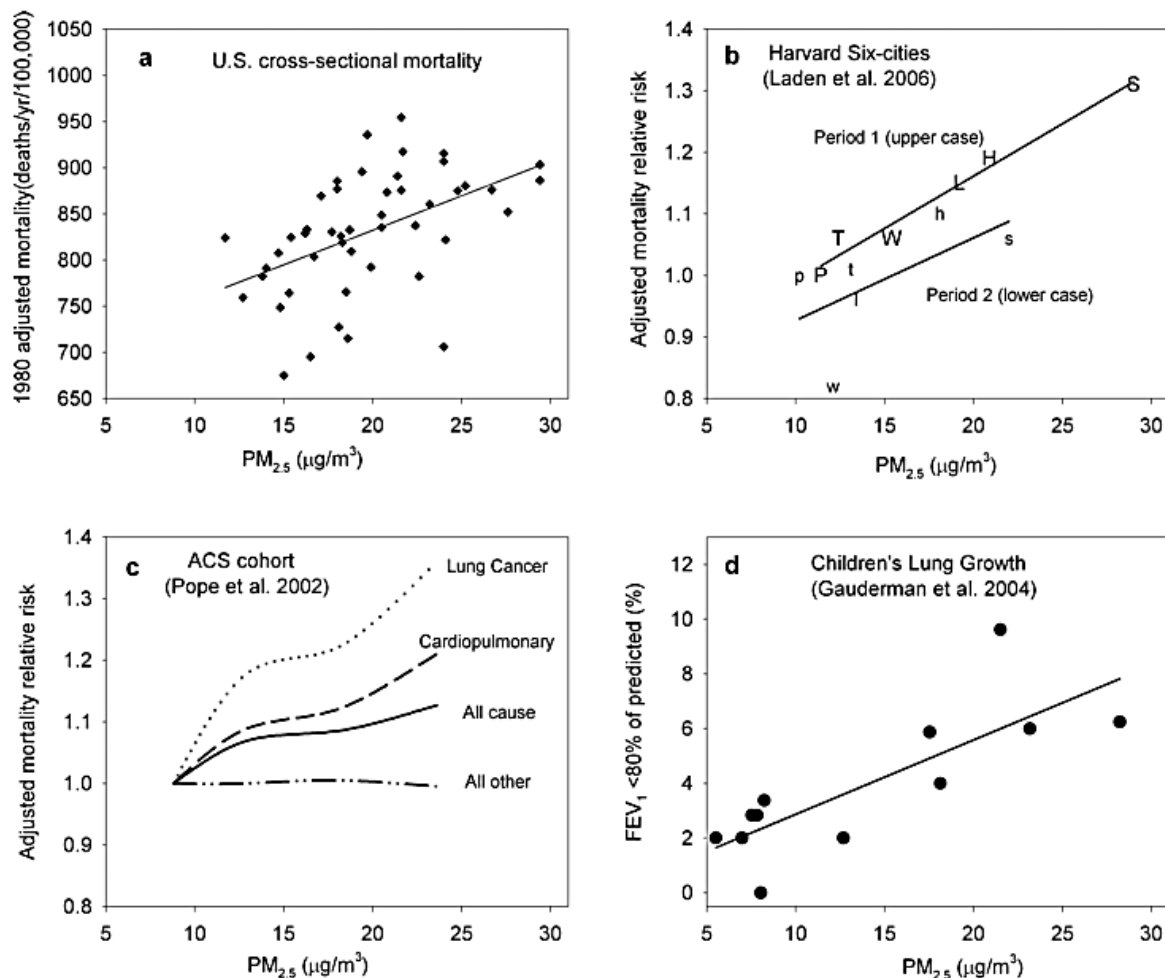 a
U.S. cross-sectional mortality
1980 adjusted mortality(deaths/yr/100,000)
1050
1000
950
900
850
800
750
700
650
5 10 15 20 25 30
PM2.5 (μg/m³)
b
Harvard Six-cities
(Laden et al. 2006)
Adjusted mortality relative risk
1.4
1.3
1.2
1.1
1.0
0.9
0.8
S
Period 1 (upper case)
H
L
h
T W
s
p P t
l
Period 2 (lower case)
w
5 10 15 20 25 30
PM2.5 (μg/m³)
c
ACS cohort
(Pope et al. 2002)
Adjusted mortality relative risk
1.4
1.3
1.2
1.1
1.0
0.9
0.8
Lung Cancer
Cardiopulmonary
All cause
All other
5 10 15 20 25 30
PM2.5 (μg/m³)
d
Children's Lung Growth
(Gauderman et al. 2004)
FEV1 <80% of predicted (%)
12
10
8
6
4
2
0
5 10 15 20 25 30
PM2.5 (μg/m³)